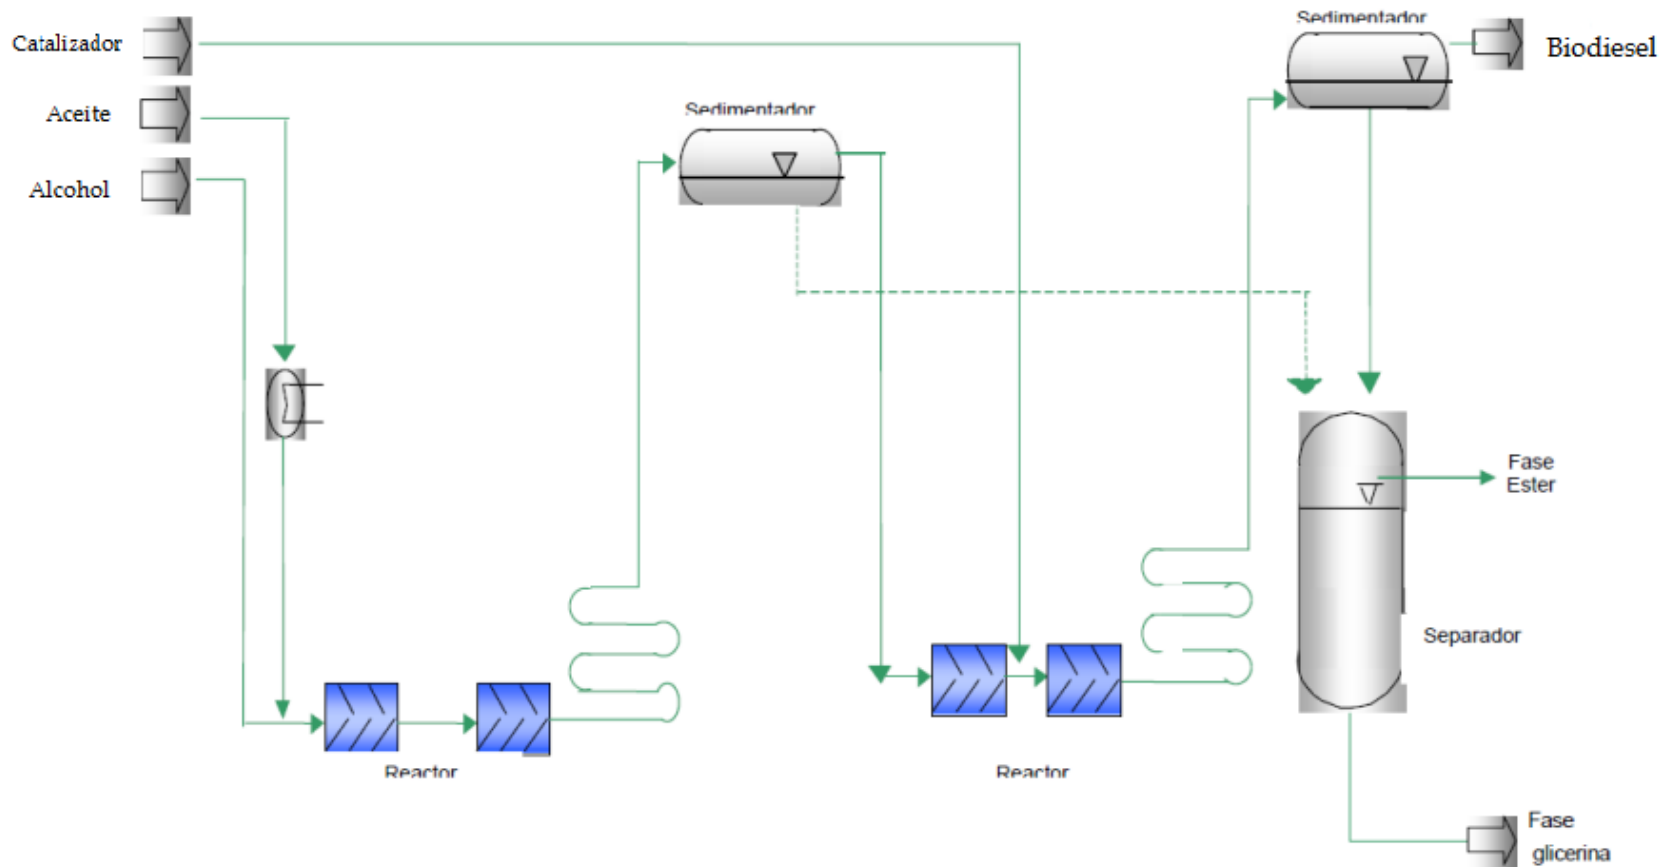 Sedimentador
Catalizador
Biodiesel
Aceite
Sedimentador
Alcohol
Fase
Ester
Separador
Reactor
Reactor
Fase
glicerina